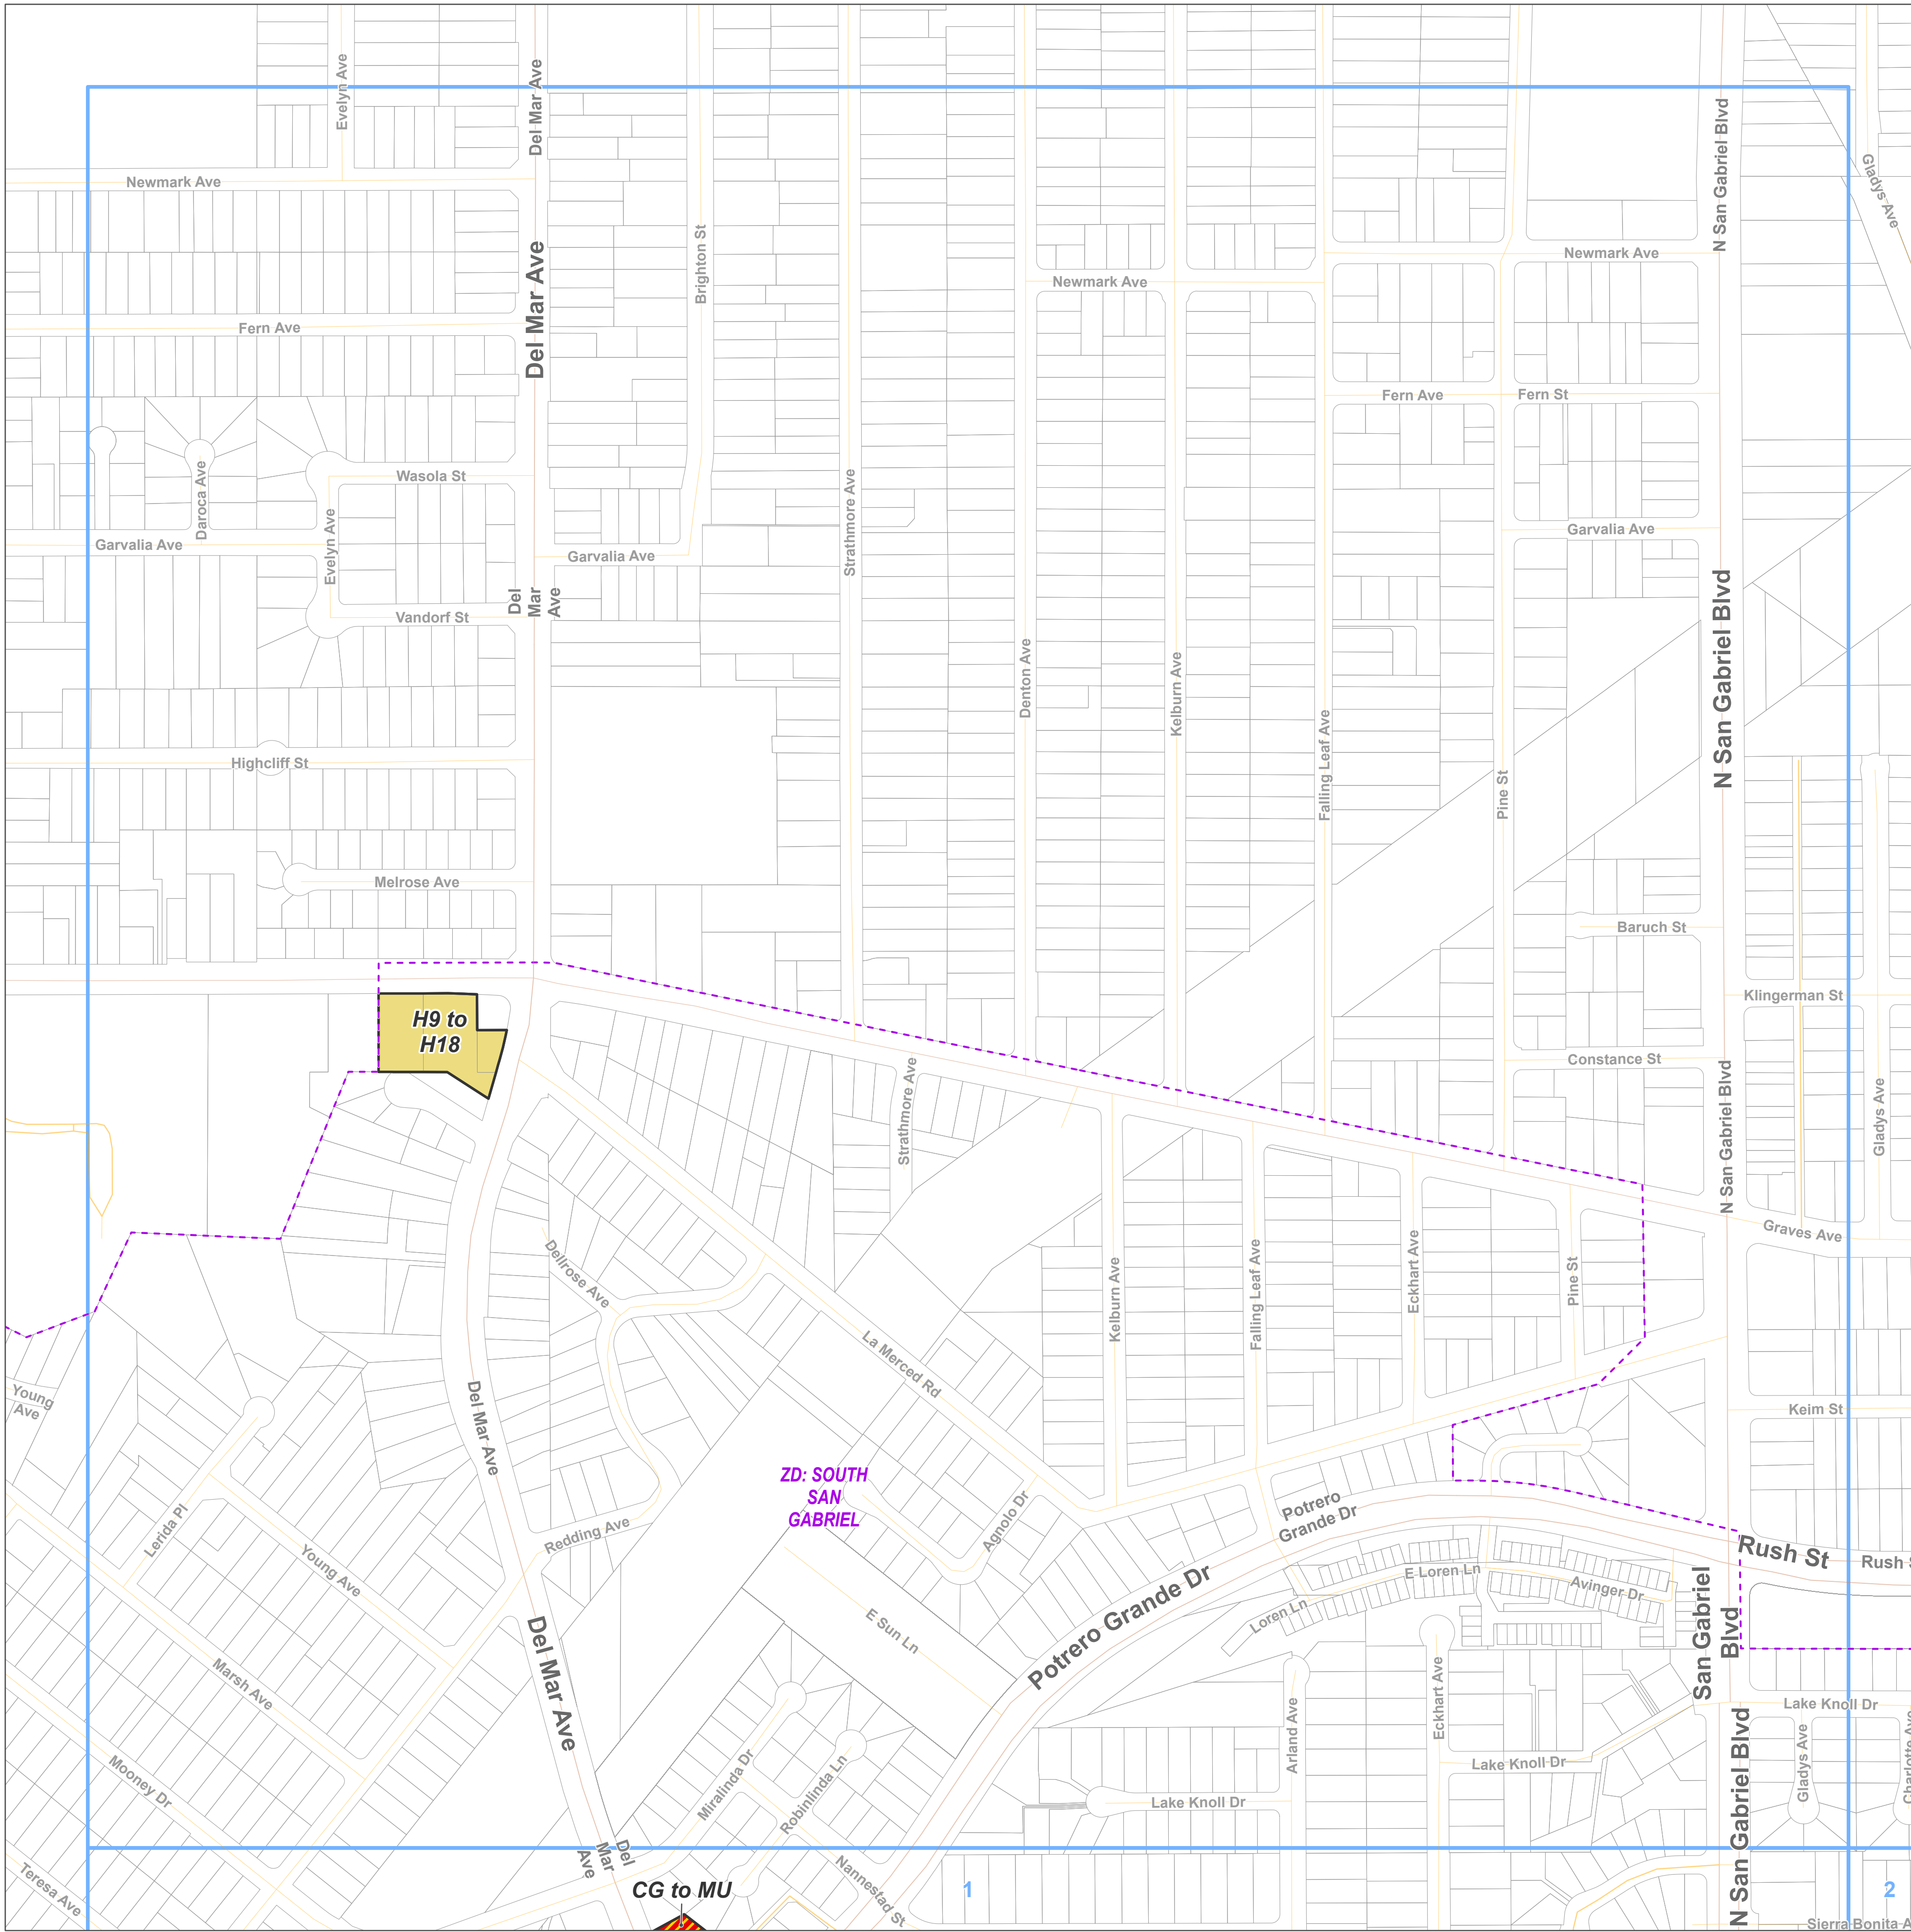 Evelyn Ave
Del Mar Ave
N San Gabriel Blvd
Gladys Ave
Newmark Ave
Del Mar Ave
Brighton St
Newmark Ave
Newmark Ave
Fern Ave
Fern Ave
Fern St
Wasola St
Daroca Ave
Evelyn Ave
Strathmore Ave
Garvalia Ave
Garvalia Ave
Garvalia Ave
Del
Mar
Ave
Vandorf St
N San Gabriel Blvd
Denton Ave
Kelburn Ave
Falling Leaf Ave
Pine St
Highcliff St
Melrose Ave
Baruch St
Klingerman St
H9 to
H18
Constance St
Strathmore Ave
N San Gabriel Blvd
Gladys Ave
Graves Ave
Dellrose Ave
Kelburn Ave
Falling Leaf Ave
Eckhart Ave
Pine St
La Merced Rd
Young
Ave
Del Mar Ave
Keim St
ZD: SOUTH
SAN
GABRIEL
Lerida Pl
Agnolo Dr
Potrero
Grande Dr
Redding Ave
Young Ave
Rush St
Rush S
E Loren Ln
Avinger Dr
Loren Ln
E Sun Ln
Potrero Grande Dr
San Gabriel
Blvd
Marsh Ave
Del Mar Ave
Arland Ave
Eckhart Ave
Lake Knoll Dr
Lake Knoll Dr
Lake Knoll Dr
Gladys Ave
Charlotte Ave
Mooney Dr
Miralinda Dr
Robinlinda Ln
N San Gabriel Blvd
Del
Mar
Ave
Nannestad St
Teresa Ave
CG to MU
1
2
Sierra Bonita A